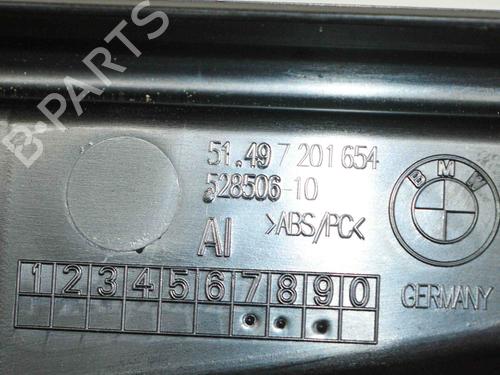 B-PARTS
51.49 7 201 654
528506-10
AI
>ABS/PC<
BMW
1 2 3 4 5 6 7 8 9 0
GERMANY